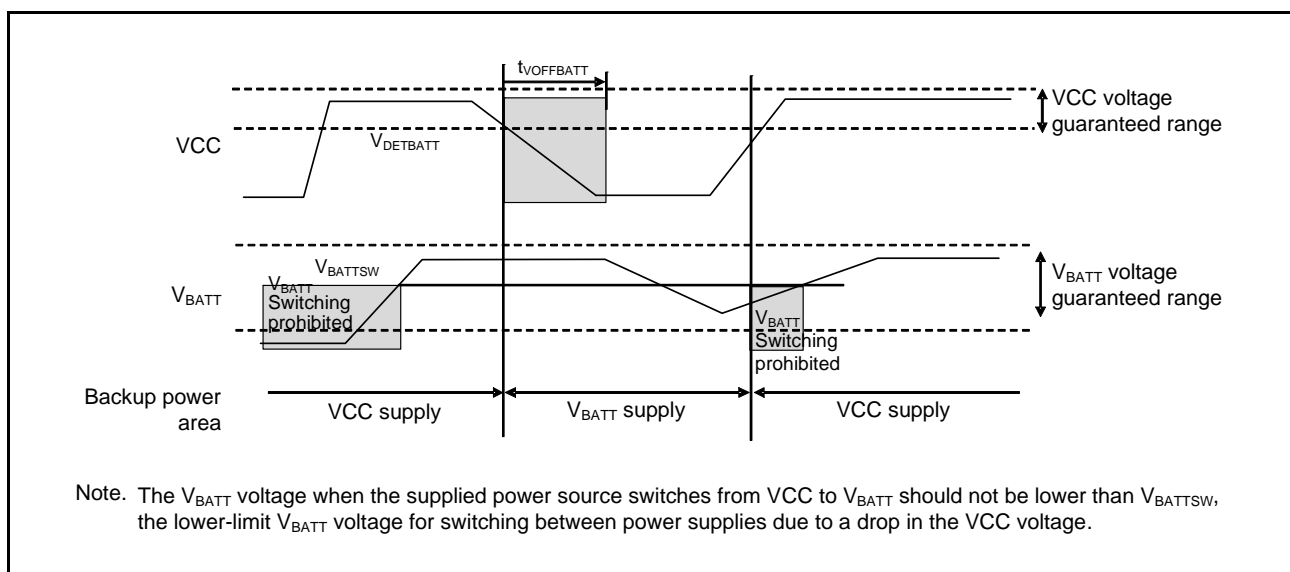 tVOFFBATT
VCC voltage
guaranteed range
VCC
VDETBATT
VBATTSW
VBATT
Switching
prohibited
VBATT
VBATT voltage
guaranteed range
VBATT
Switching
prohibited
Backup power
area
VCC supply
VBATT supply
VCC supply
Note. The VBATT voltage when the supplied power source switches from VCC to VBATT should not be lower than VBATTSW,
the lower-limit VBATT voltage for switching between power supplies due to a drop in the VCC voltage.